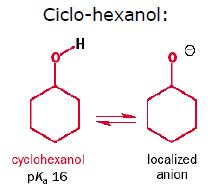 Ciclo-hexanol:
H
O
O
⊖
cyclohexanol
pKa 16
localized
anion